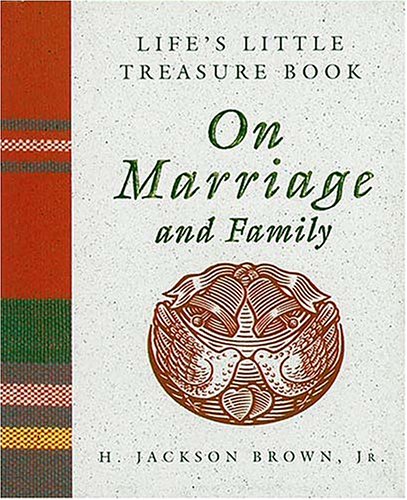 LIFE'S LITTLE
TREASURE BOOK
On
Marriage
and Family
H. JACKSON BROWN, JR.